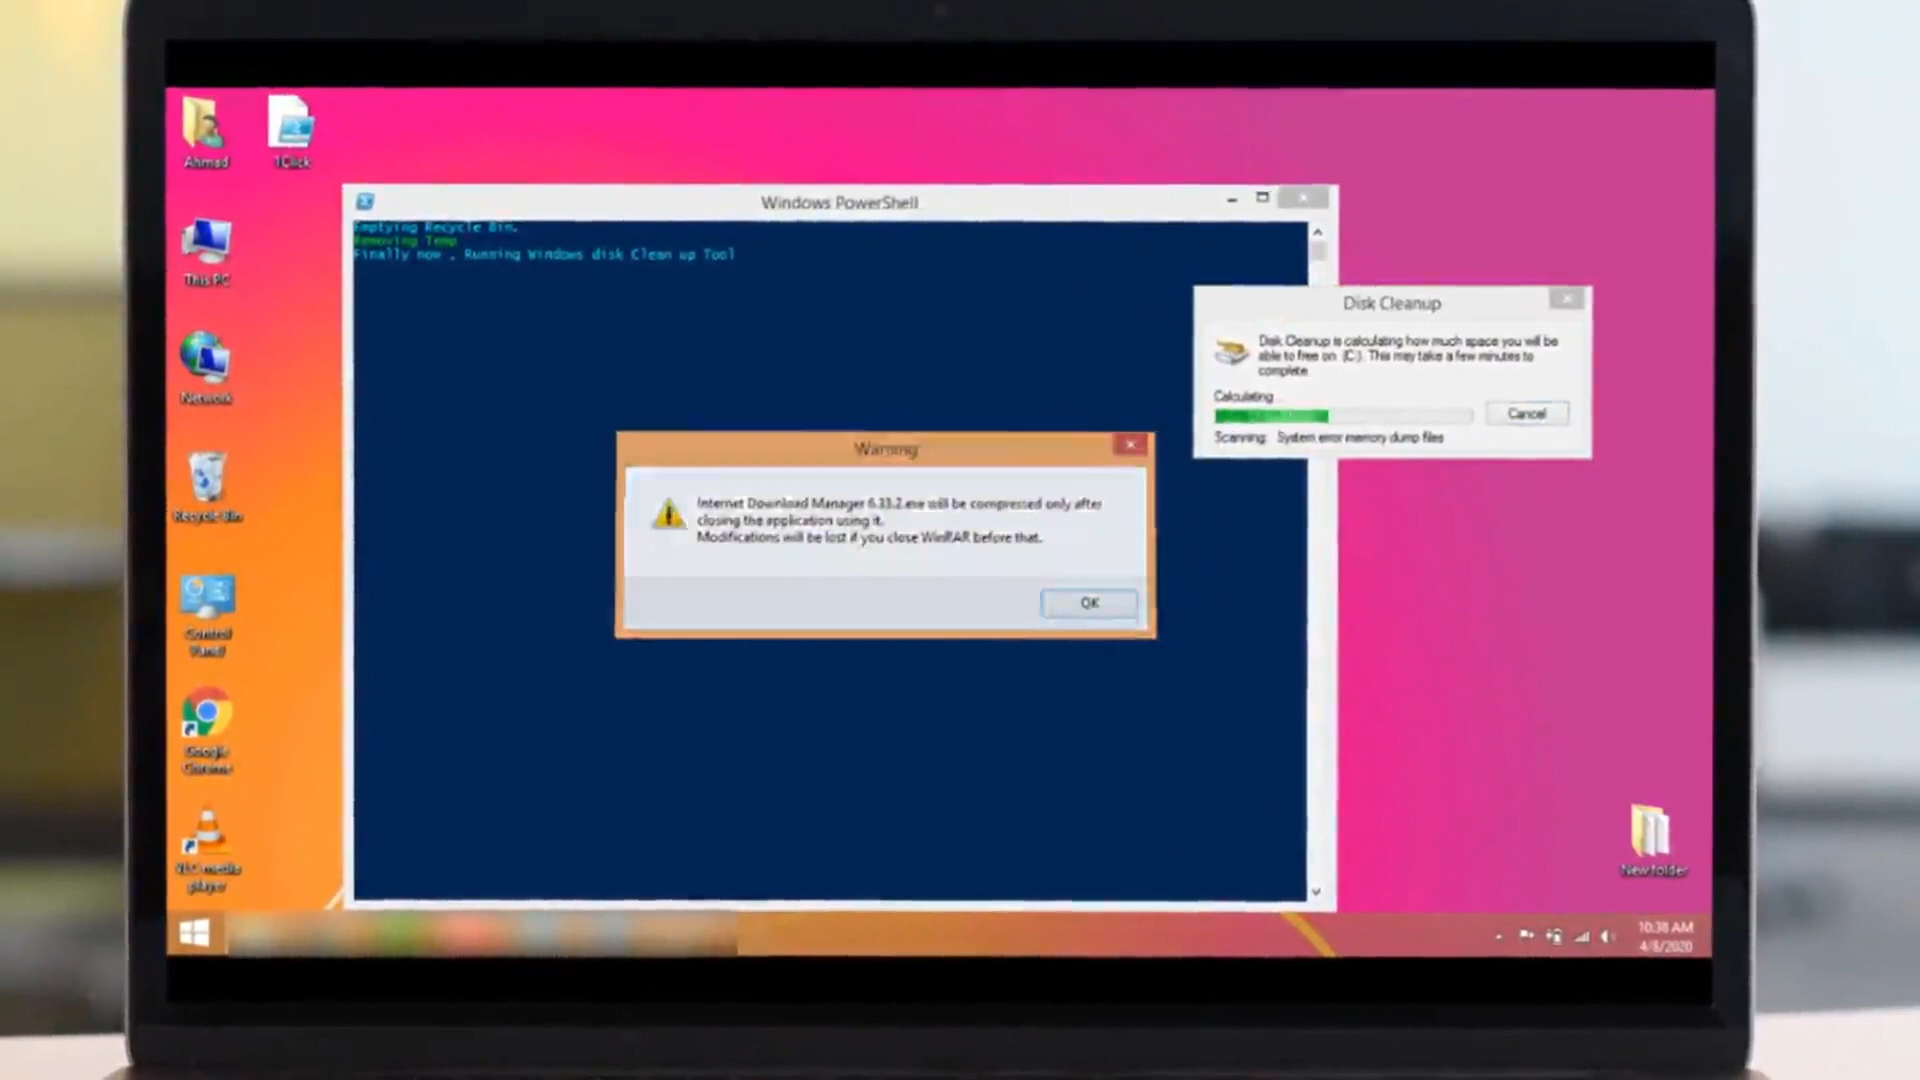 Ahmad
1Click
This PC
Network
Recycle Bin
Control
Panel
Google
Chrome
VLC media
player
Windows PowerShell
Emptying Recycle Bin.
Removing Temp
Finally now , Running Windows disk Clean up Tool
Disk Cleanup
Disk Cleanup is calculating how much space you will be
able to free on (C:). This may take a few minutes to
complete.
Calculating...
Cancel
Scanning: System error memory dump files
Warning
Internet Download Manager 6.33.2.exe will be compressed only after
closing the application using it.
Modifications will be lost if you close WinRAR before that.
OK
New folder
10:38 AM
4/8/2020